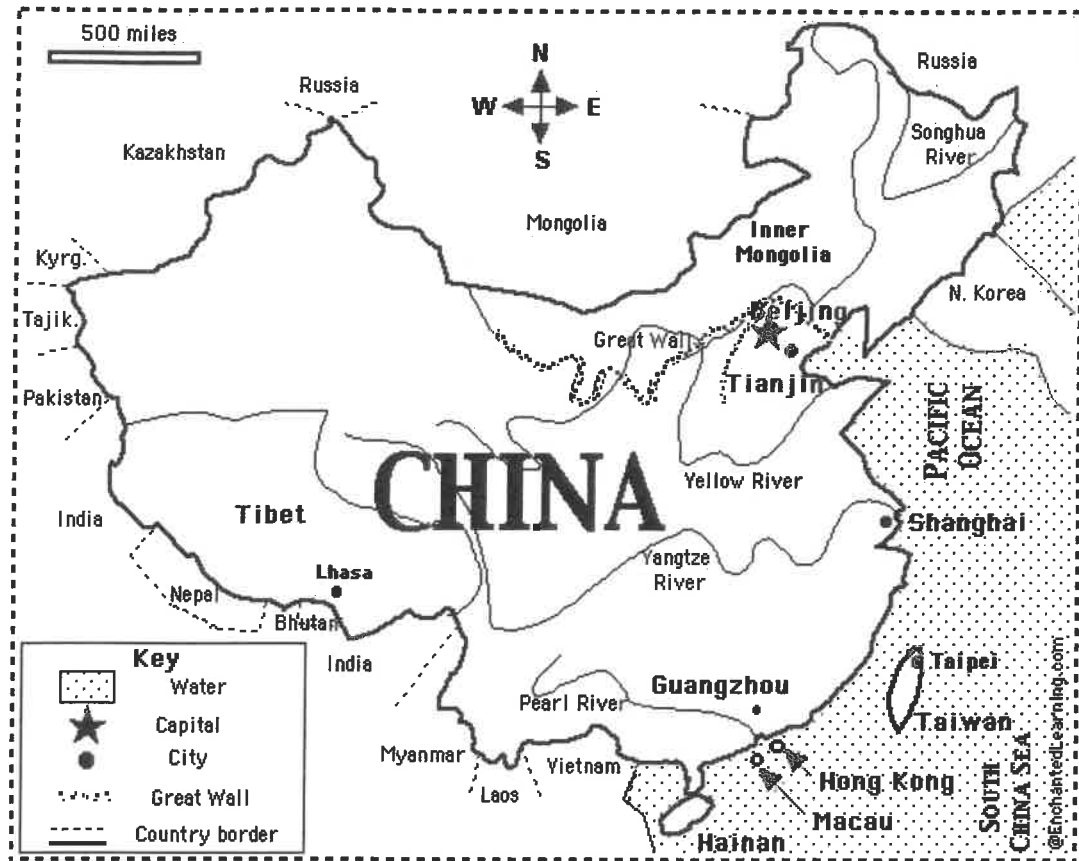 500 miles
N
W
E
S
Russia
Russia
Kazakhstan
Songhua
River
Mongolia
Inner
Mongolia
Kyrg.
N. Korea
Tajik.
Beijing
Great Wall
Tianjin
Pakistan
PACIFIC
OCEAN
CHINA
Yellow River
India
Tibet
Shanghai
Yangtze
River
Lhasa
Nepal
Bhutan
India
Key
Water
Capital
City
Great Wall
Country border
Taipei
Guangzhou
Pearl River
Taiwan
Myanmar
Vietnam
Laos
Hong Kong
Macau
Hainan
SOUTH
CHINA SEA
@EnchantedLearning.com